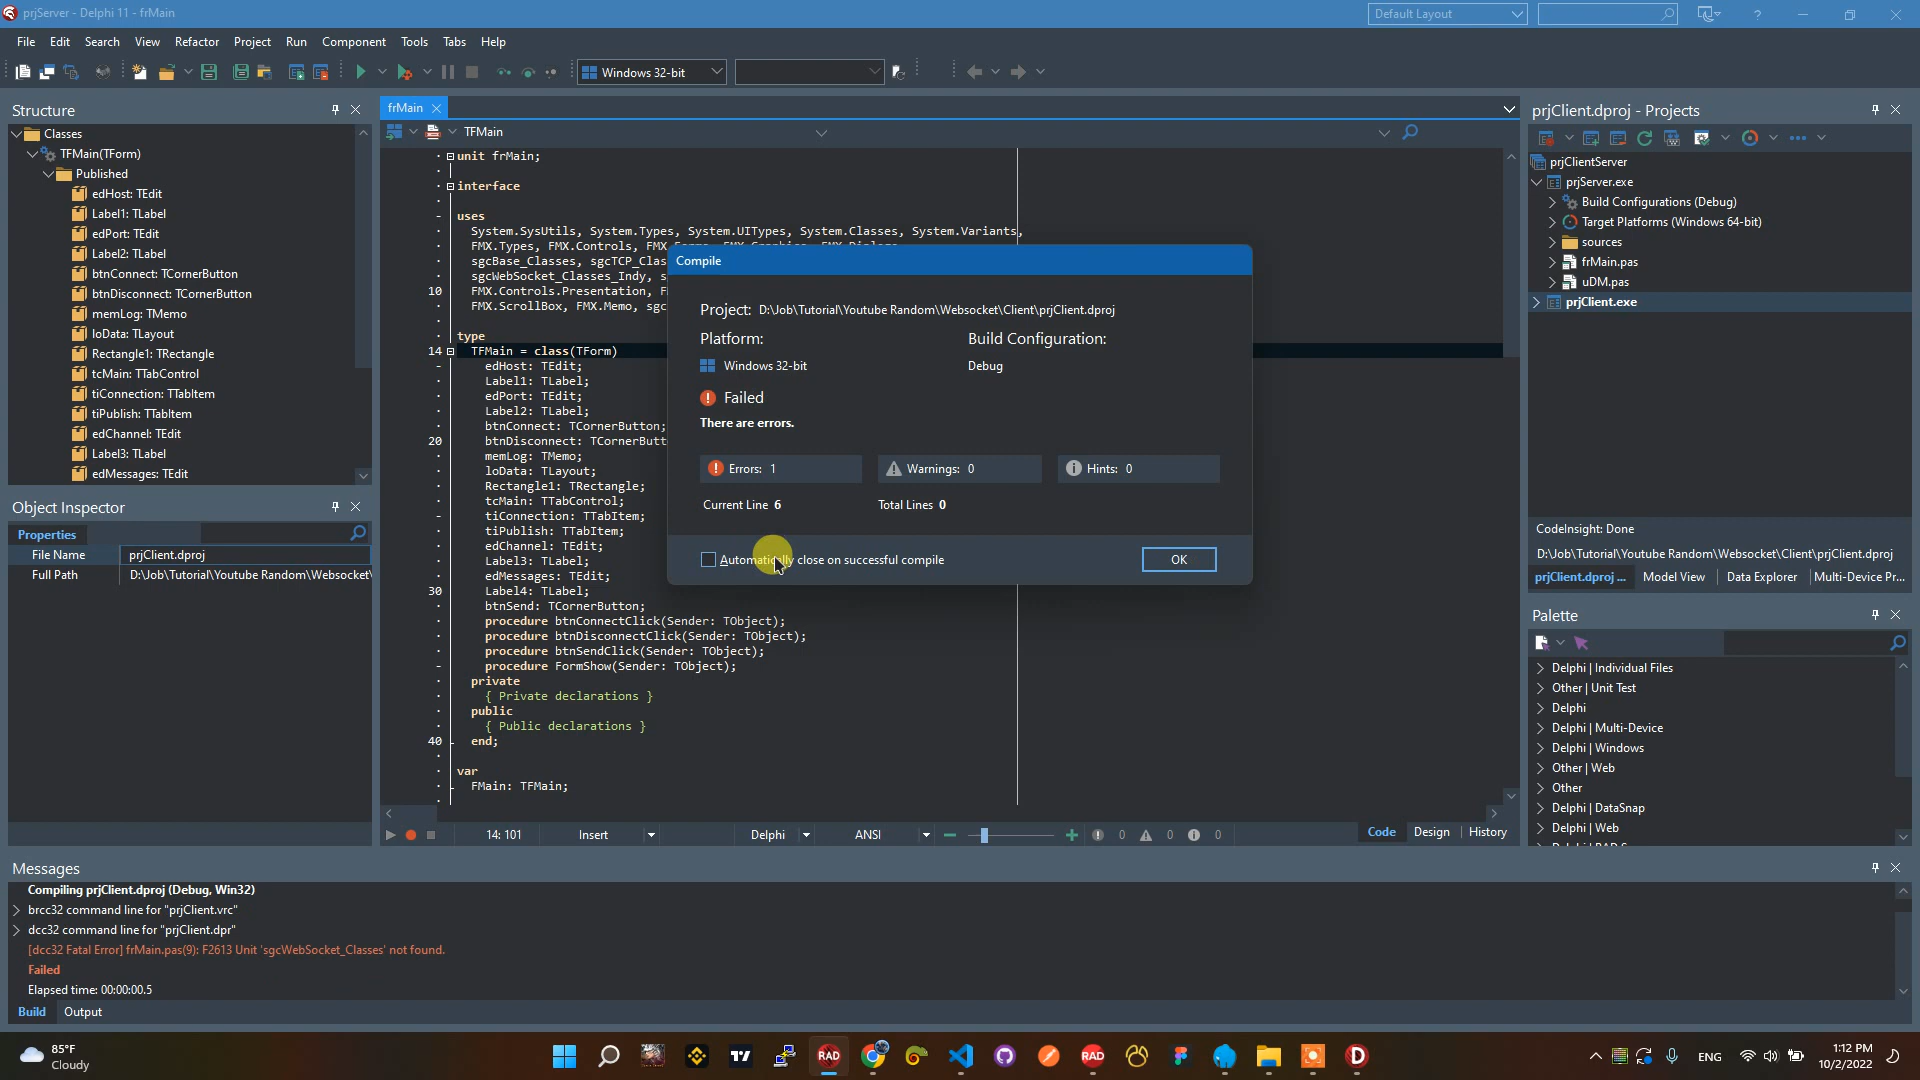 prjServer - Delphi 11 - frMain
Default Layout
?
File Edit Search View Refactor Project Run Component Tools Tabs Help
Windows 32-bit
Structure
Classes
TFMain(TForm)
Published
edHost: TEdit
Label1: TLabel
edPort: TEdit
Label2: TLabel
btnConnect: TCornerButton
btnDisconnect: TCornerButton
memLog: TMemo
loData: TLayout
Rectangle1: TRectangle
tcMain: TTabControl
tiConnection: TTabItem
tiPublish: TTabItem
edChannel: TEdit
Label3: TLabel
edMessages: TEdit
Object Inspector
Properties
File Name prjClient.dproj
Full Path D:\Job\Tutorial\Youtube Random\Websocket\
frMain
TFMain
unit frMain;
interface
uses
System.SysUtils, System.Types, System.UITypes, System.Classes, System.Variants,
FMX.Types, FMX.Controls, FMX.Forms, FMX.Graphics, FMX.Dialogs,
sgcBase_Classes, sgcTCP_Clas
sgcWebSocket_Classes_Indy, s
10 FMX.Controls.Presentation, F
FMX.ScrollBox, FMX.Memo, sgc
type
14 TFMain = class(TForm)
edHost: TEdit;
Label1: TLabel;
edPort: TEdit;
Label2: TLabel;
btnConnect: TCornerButton;
20 btnDisconnect: TCornerButt
memLog: TMemo;
loData: TLayout;
Rectangle1: TRectangle;
tcMain: TTabControl;
tiConnection: TTabItem;
tiPublish: TTabItem;
edChannel: TEdit;
Label3: TLabel;
edMessages: TEdit;
30 Label4: TLabel;
btnSend: TCornerButton;
procedure btnConnectClick(Sender: TObject);
procedure btnDisconnectClick(Sender: TObject);
procedure btnSendClick(Sender: TObject);
procedure FormShow(Sender: TObject);
private
{ Private declarations }
public
{ Public declarations }
40 end;
var
FMain: TFMain;
14: 101 Insert Delphi ANSI 0 0 0
Code Design History
Compile
Project: D:\Job\Tutorial\Youtube Random\Websocket\Client\prjClient.dproj
Platform: Build Configuration:
Windows 32-bit Debug
Failed
There are errors.
Errors: 1 Warnings: 0 Hints: 0
Current Line 6 Total Lines 0
Automatically close on successful compile OK
prjClient.dproj - Projects
prjClientServer
prjServer.exe
Build Configurations (Debug)
Target Platforms (Windows 64-bit)
sources
frMain.pas
uDM.pas
prjClient.exe
CodeInsight: Done
D:\Job\Tutorial\Youtube Random\Websocket\Client\prjClient.dproj
prjClient.dproj ... Model View Data Explorer Multi-Device Pr...
Palette
Delphi | Individual Files
Other | Unit Test
Delphi
Delphi | Multi-Device
Delphi | Windows
Other | Web
Other
Delphi | DataSnap
Delphi | Web
Messages
Compiling prjClient.dproj (Debug, Win32)
brcc32 command line for "prjClient.vrc"
dcc32 command line for "prjClient.dpr"
[dcc32 Fatal Error] frMain.pas(9): F2613 Unit 'sgcWebSocket_Classes' not found.
Failed
Elapsed time: 00:00:00.5
Build Output
85°F
Cloudy
RAD
RAD
D
ENG
1:12 PM
10/2/2022